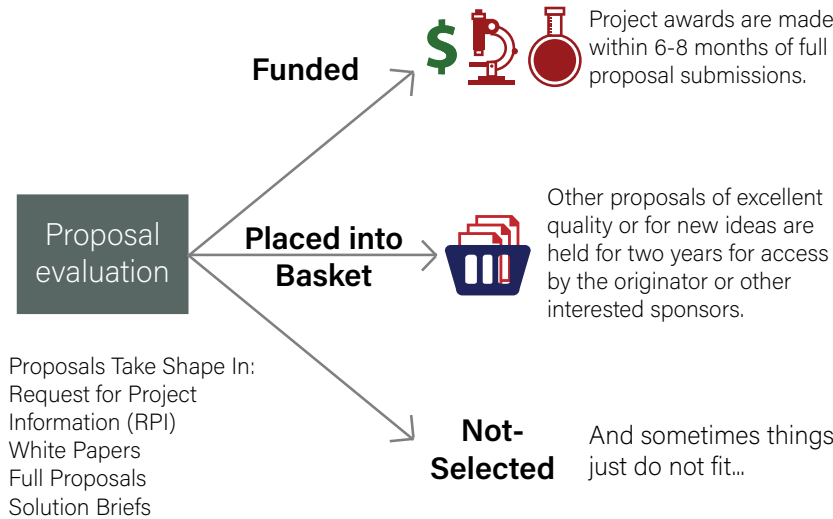 Funded
$
Project awards are made
within 6-8 months of full
proposal submissions.
Proposal
evaluation
Placed into
Basket
Other proposals of excellent
quality or for new ideas are
held for two years for access
by the originator or other
interested sponsors.
Proposals Take Shape In:
Request for Project
Information (RPI)
White Papers
Full Proposals
Solution Briefs
Not-
Selected
And sometimes things
just do not fit...